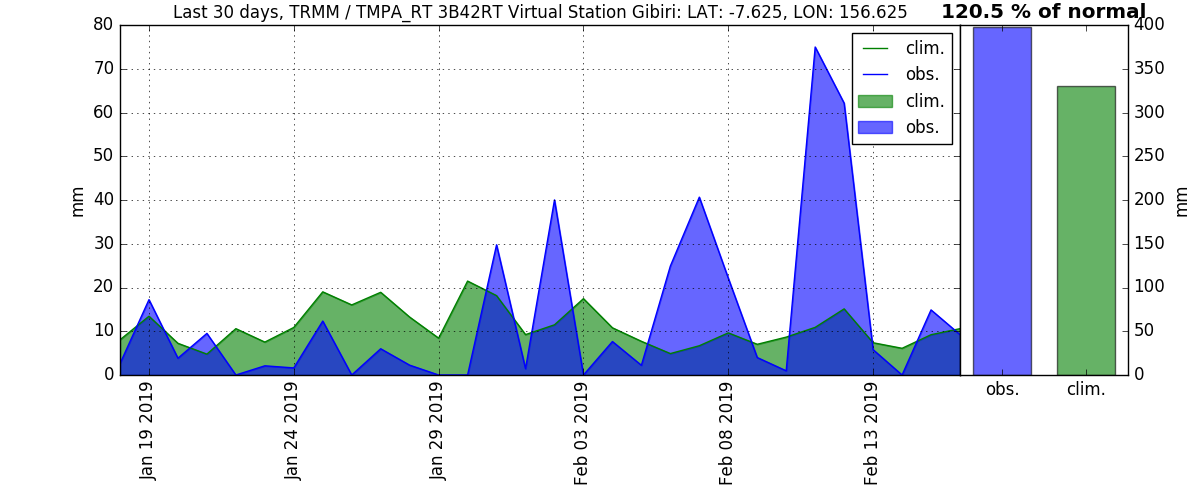 Last 30 days, TRMM / TMPA_RT 3B42RT Virtual Station Gibiri: LAT: -7.625, LON: 156.625
120.5 % of normal
80
70
60
50
40
30
20
10
0
mm
clim.
obs.
clim.
obs.
400
350
300
250
200
150
100
50
0
mm
Jan 19 2019
Jan 24 2019
Jan 29 2019
Feb 03 2019
Feb 08 2019
Feb 13 2019
obs.
clim.